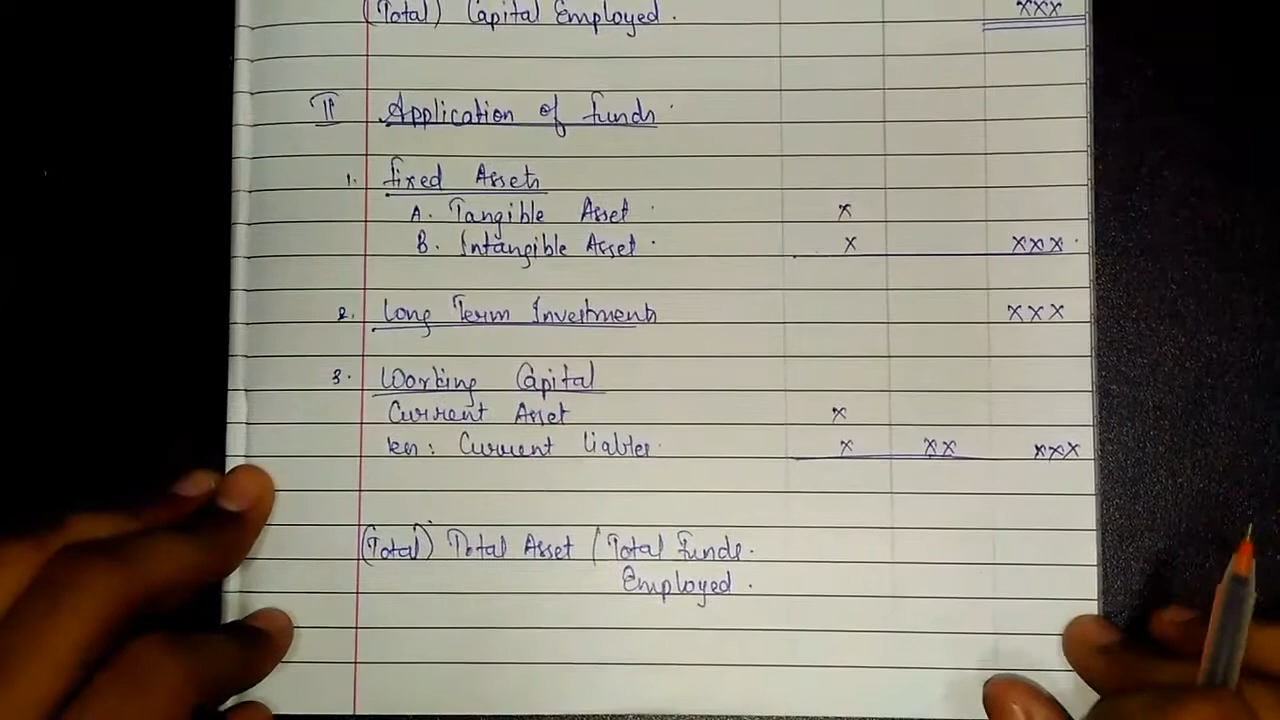 (Total) Capital Employed. xxx
II Application of funds.
1. fixed Assets
A. Tangible Asset. x
B. Intangible Asset. x xxx.
2. Long Term Investments xxx
3. Working Capital
Current Asset x
Less: Current Liables. x xx xxx
(Total) Total Asset / Total Funds.
Employed.